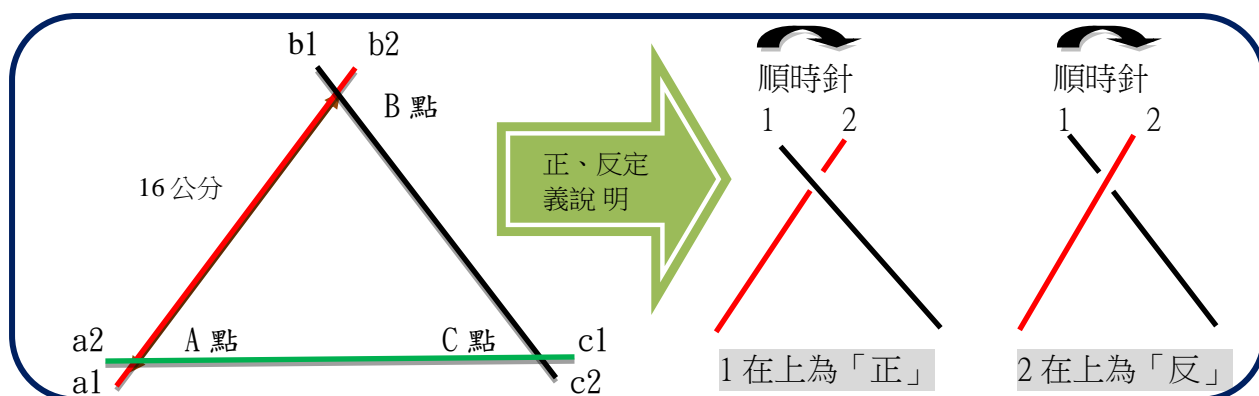 b1 b2
B 點
16 公分
A 點
C 點
a2
a1
c1
c2
正、反定
義說 明
順時針
1 2
1 在上為「正」
順時針
1 2
2 在上為「反」